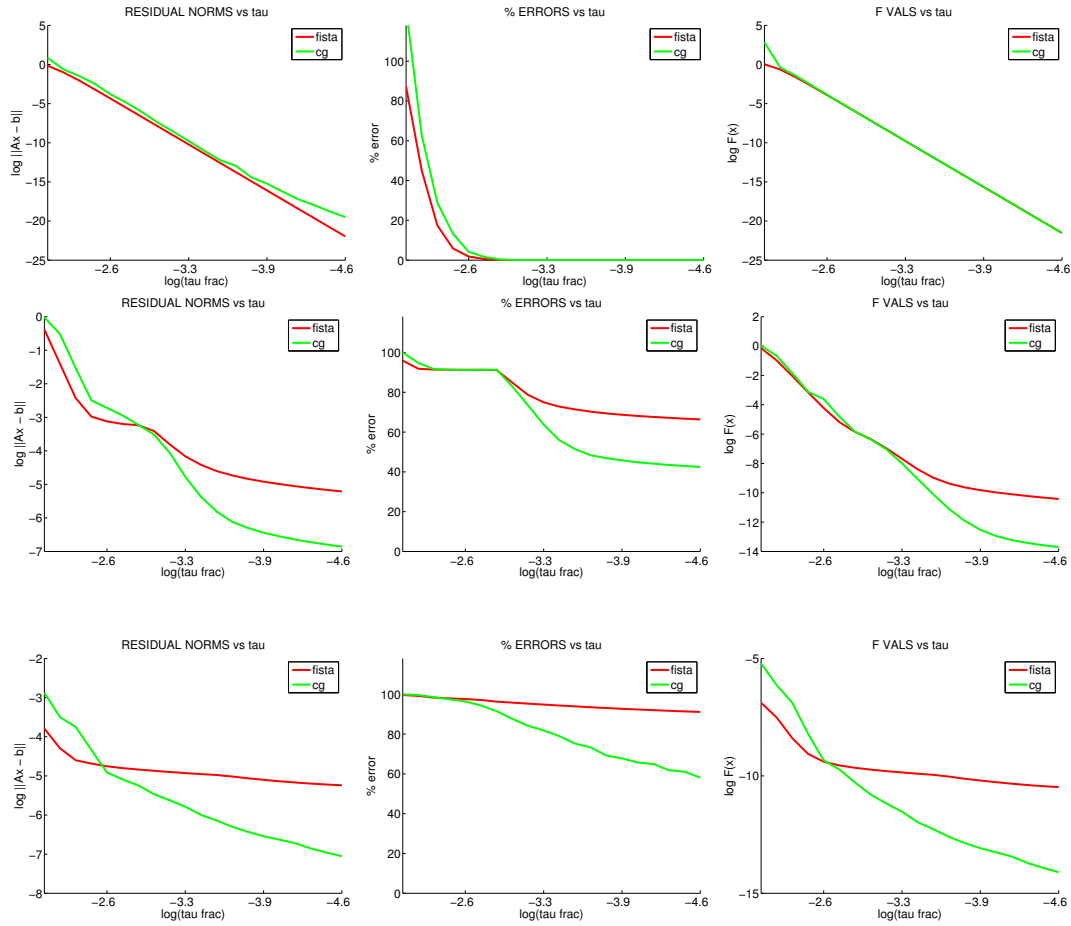 RESIDUAL NORMS vs tau
log ||Ax − b||
5
0
−5
−10
−15
−20
−25
−2.6
−3.3
−3.9
−4.6
log(tau frac)
fista
cg
% ERRORS vs tau
% error
100
80
60
40
20
0
−2.6
−3.3
−3.9
−4.6
log(tau frac)
fista
cg
F VALS vs tau
log F(x)
5
0
−5
−10
−15
−20
−25
−2.6
−3.3
−3.9
−4.6
log(tau frac)
fista
cg
RESIDUAL NORMS vs tau
log ||Ax − b||
0
−1
−2
−3
−4
−5
−6
−7
−2.6
−3.3
−3.9
−4.6
log(tau frac)
fista
cg
% ERRORS vs tau
% error
100
80
60
40
20
0
−2.6
−3.3
−3.9
−4.6
log(tau frac)
fista
cg
F VALS vs tau
log F(x)
2
0
−2
−4
−6
−8
−10
−12
−14
−2.6
−3.3
−3.9
−4.6
log(tau frac)
fista
cg
RESIDUAL NORMS vs tau
log ||Ax − b||
−2
−3
−4
−5
−6
−7
−8
−2.6
−3.3
−3.9
−4.6
log(tau frac)
fista
cg
% ERRORS vs tau
% error
100
80
60
40
20
0
−2.6
−3.3
−3.9
−4.6
log(tau frac)
fista
cg
F VALS vs tau
log F(x)
−5
−10
−15
−2.6
−3.3
−3.9
−4.6
log(tau frac)
fista
cg